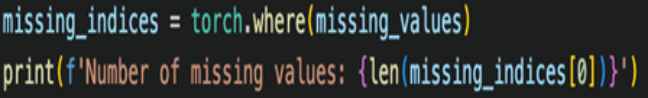 missing_indices = torch.where(missing_values)
print(f'Number of missing values: {len(missing_indices[0])}')